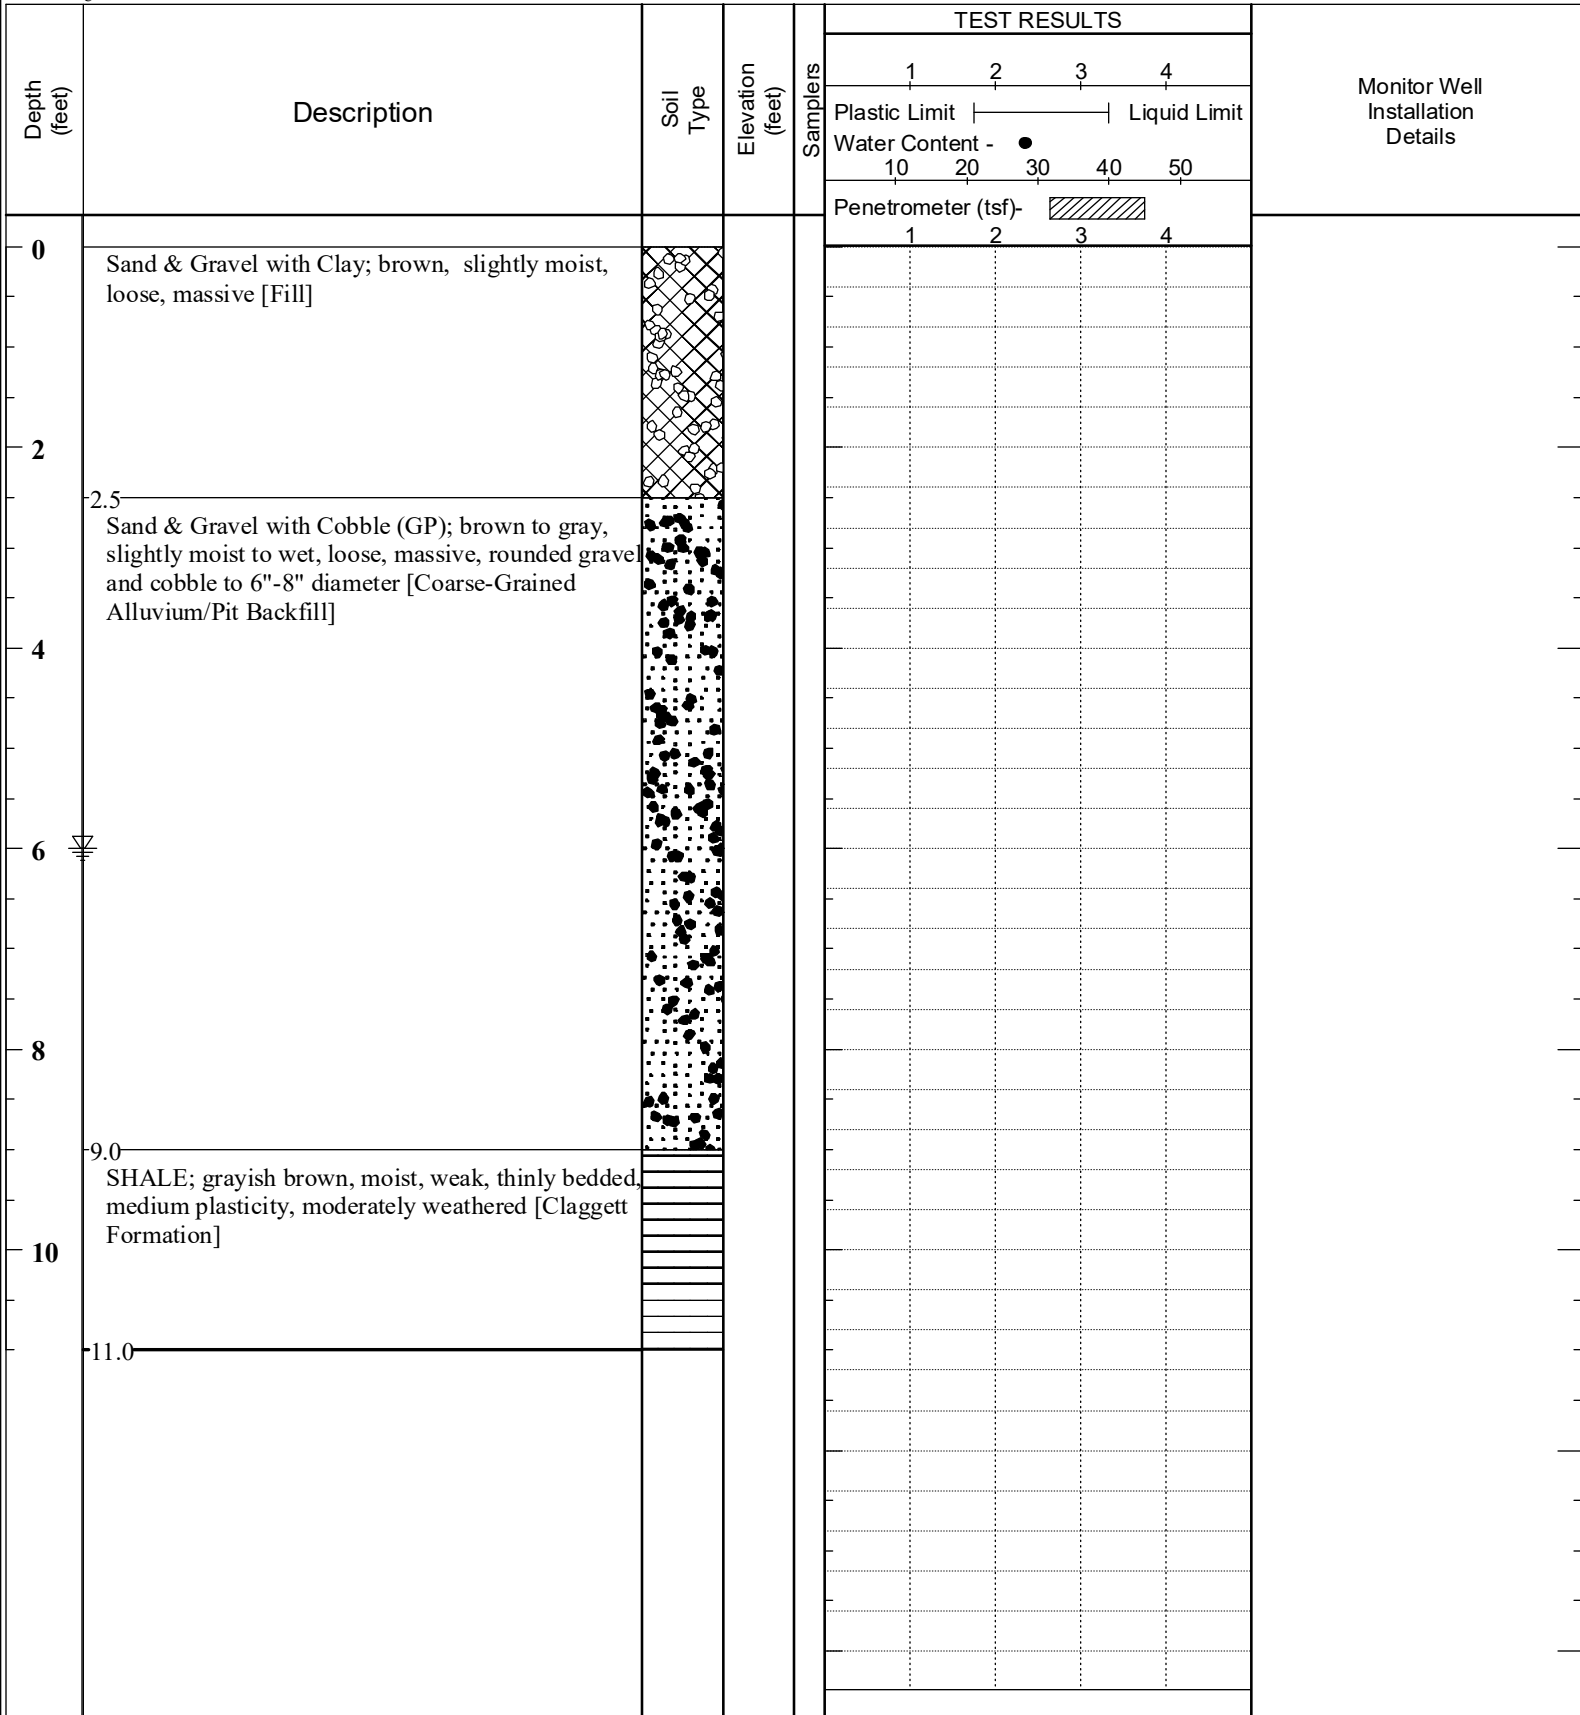 TEST RESULTS
Depth
(feet)
Description
Soil
Type
Elevation
(feet)
Samplers
1 2 3 4
Plastic Limit Liquid Limit
Water Content -
10 20 30 40 50
Penetrometer (tsf)-
1 2 3 4
Monitor Well
Installation
Details
0
Sand & Gravel with Clay; brown, slightly moist,
loose, massive [Fill]
2
2.5
Sand & Gravel with Cobble (GP); brown to gray,
slightly moist to wet, loose, massive, rounded gravel
and cobble to 6"-8" diameter [Coarse-Grained
Alluvium/Pit Backfill]
4
6
8
9.0
SHALE; grayish brown, moist, weak, thinly bedded,
medium plasticity, moderately weathered [Claggett
Formation]
10
11.0